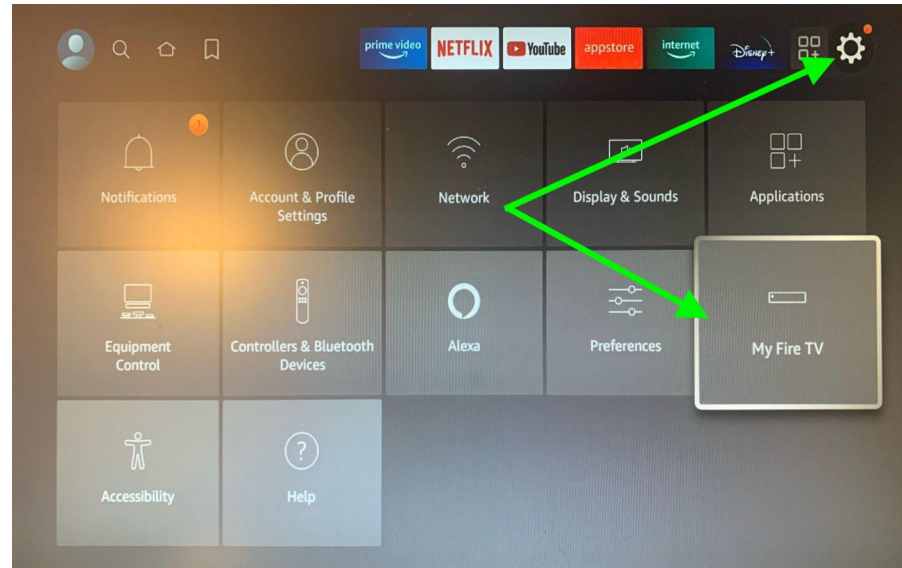 prime video
NETFLIX
YouTube
appstore
internet
Disney+
1
Notifications
Account & Profile
Settings
Network
Display & Sounds
Applications
Equipment
Control
Controllers & Bluetooth
Devices
Alexa
Preferences
My Fire TV
Accessibility
?
Help